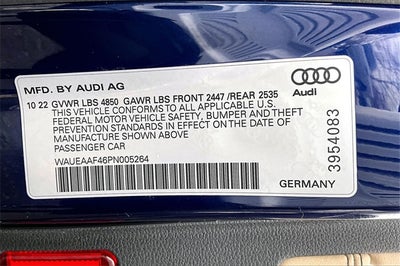 MFD. BY AUDI AG
10 22 GVWR LBS 4850 GAWR LBS FRONT 2447 /REAR 2535
THIS VEHICLE CONFORMS TO ALL APPLICABLE U.S.
FEDERAL MOTOR VEHICLE SAFETY, BUMPER AND THEFT
PREVENTION STANDARDS IN EFFECT ON THE DATE OF
MANUFACTURE SHOWN ABOVE.
PASSENGER CAR
WAUEAAF46PN005264
Audi
3954083
GERMANY